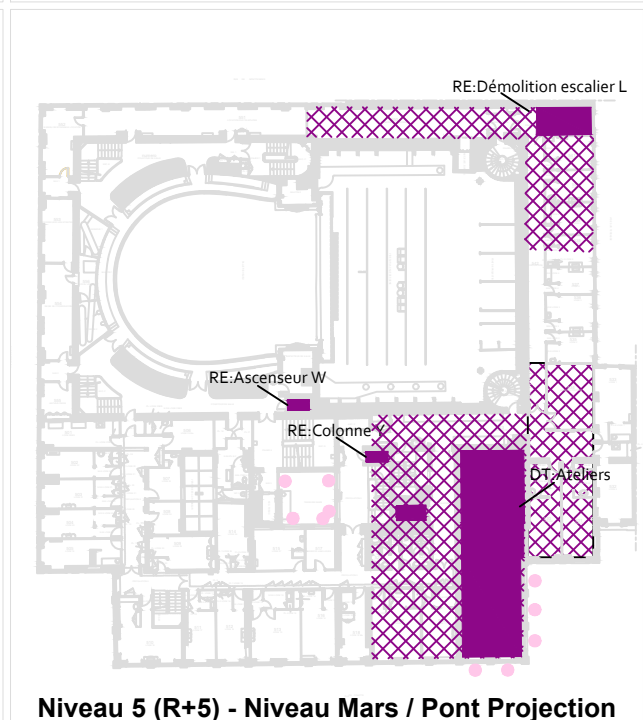 RE:Démolition escalier L
RE:Ascenseur W
RE:Colonne Y
DT:Ateliers
Niveau 5 (R+5) - Niveau Mars / Pont Projection